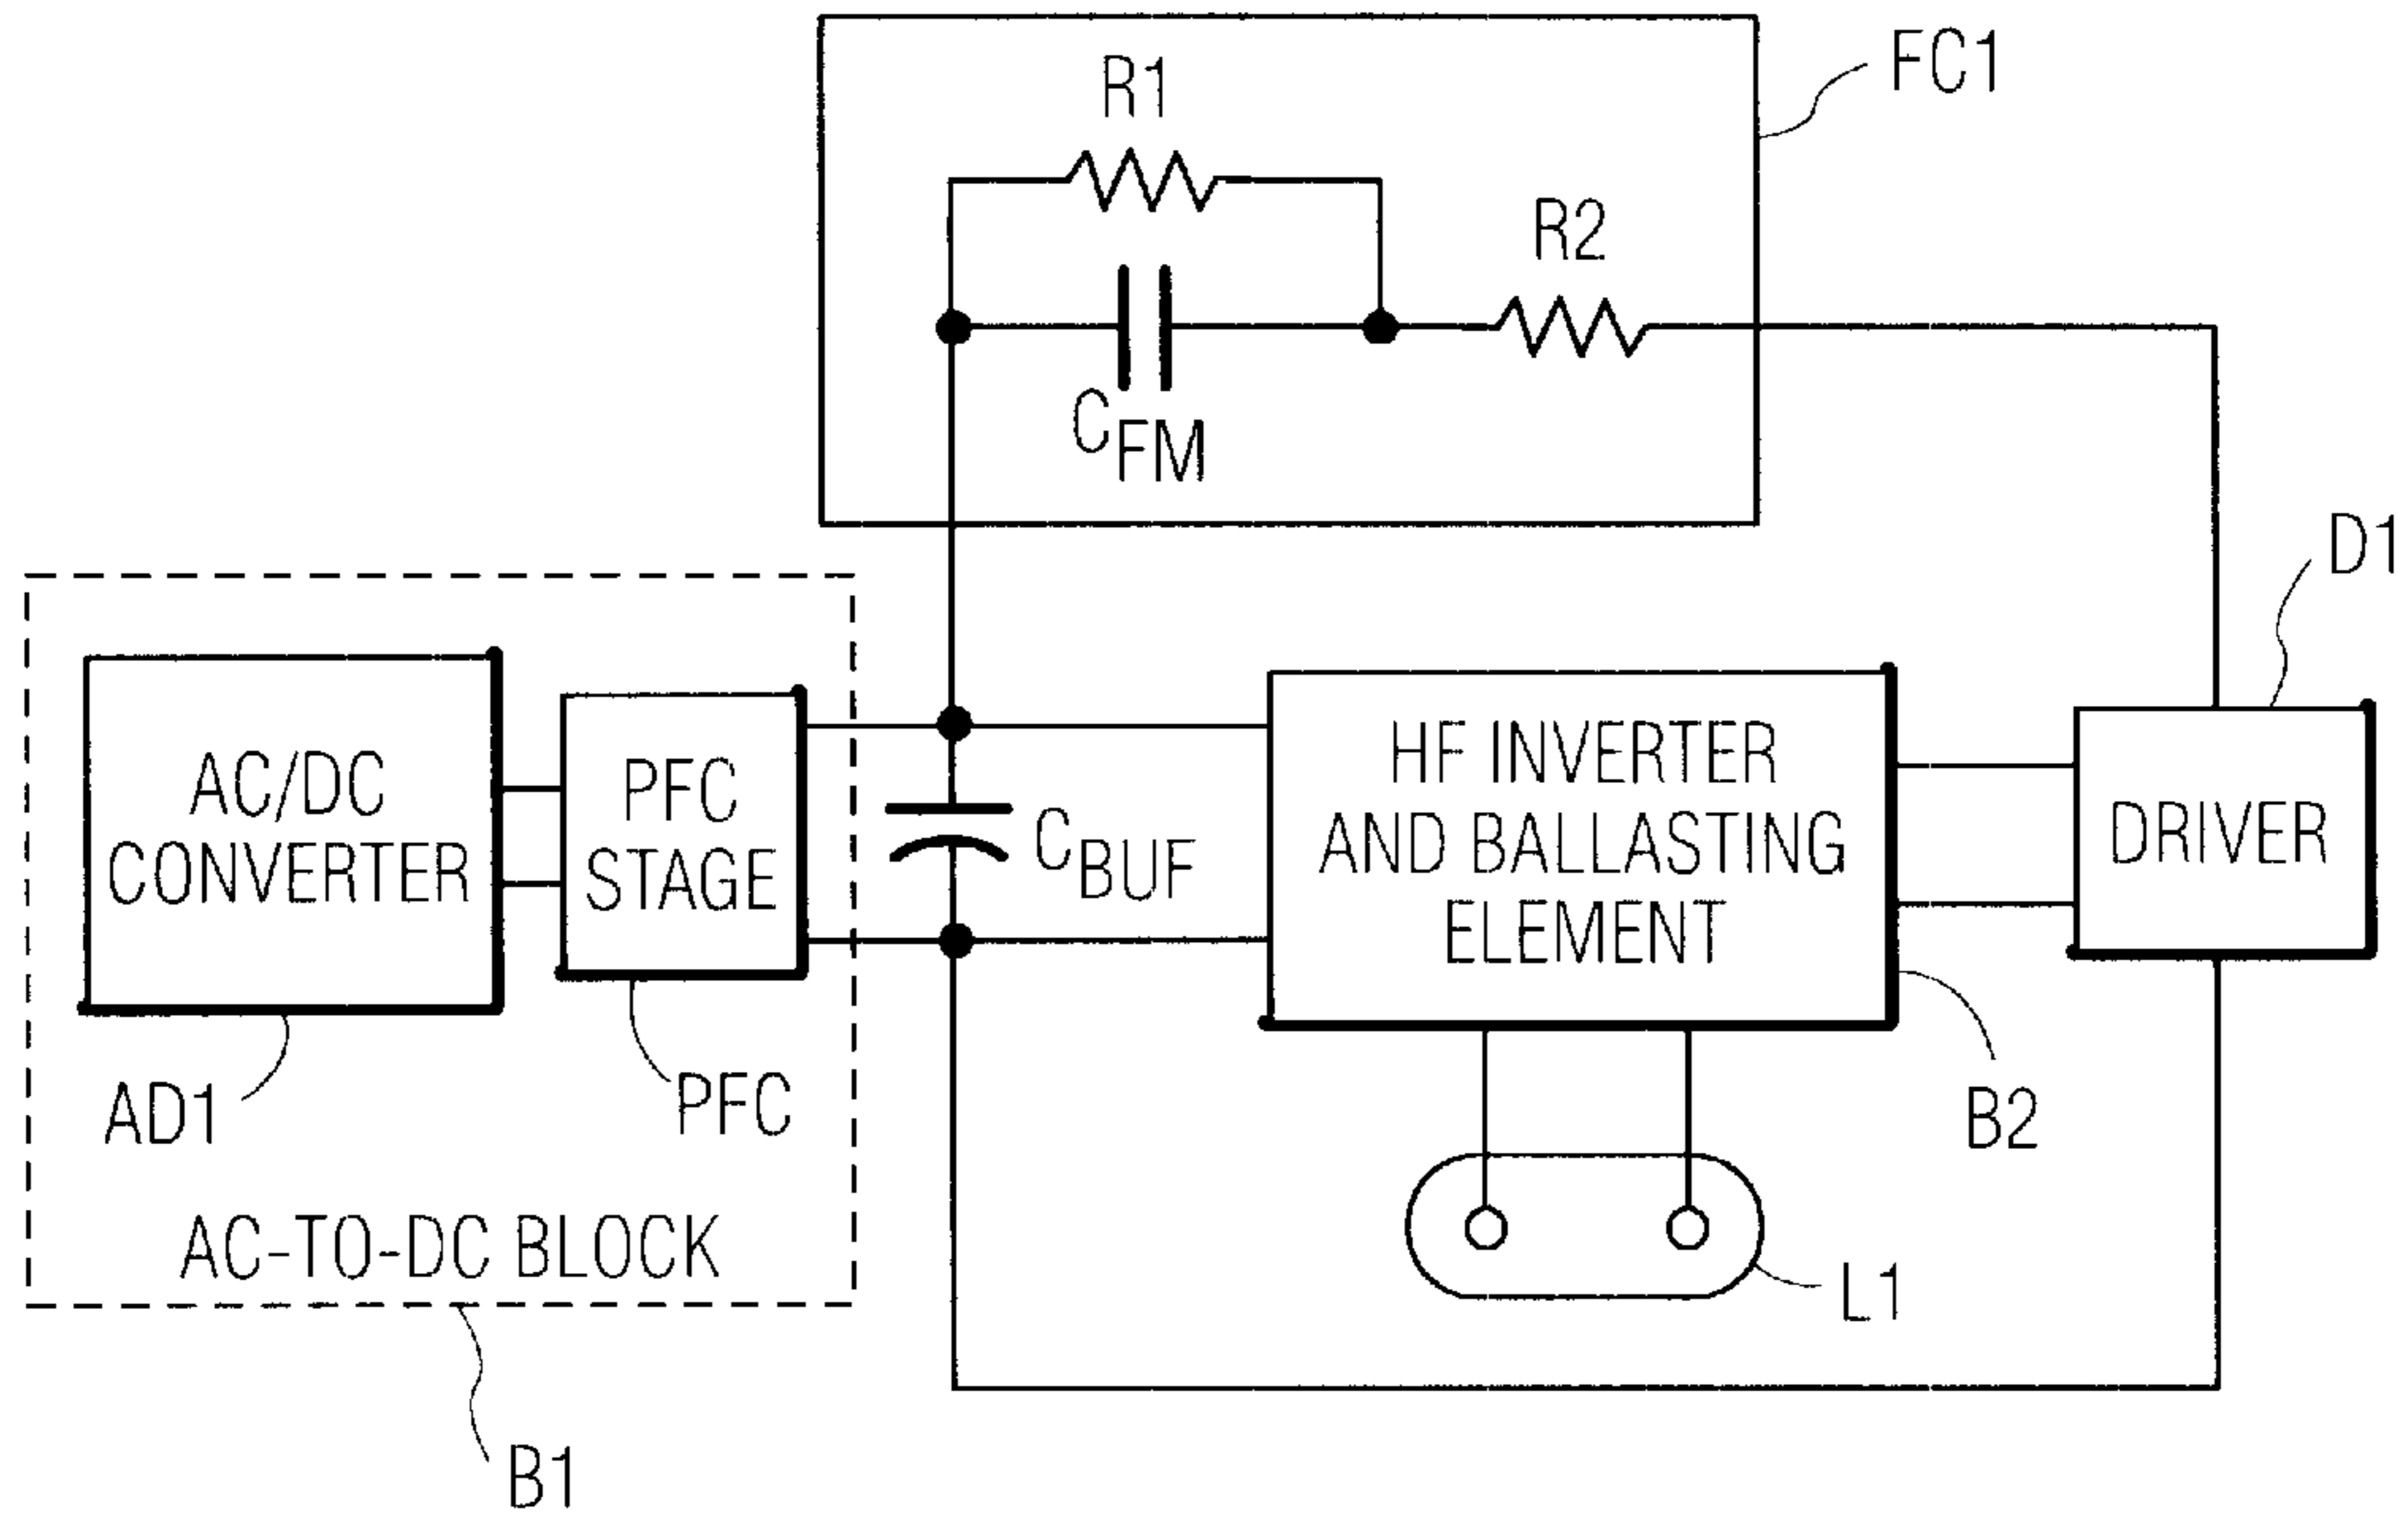 FC1
R1
R2
C FM
D1
AC/DC
CONVERTER
PFC
STAGE
C BUF
HF INVERTER
AND BALLASTING
ELEMENT
DRIVER
AD1
PFC
B2
AC-TO-DC BLOCK
L1
B1